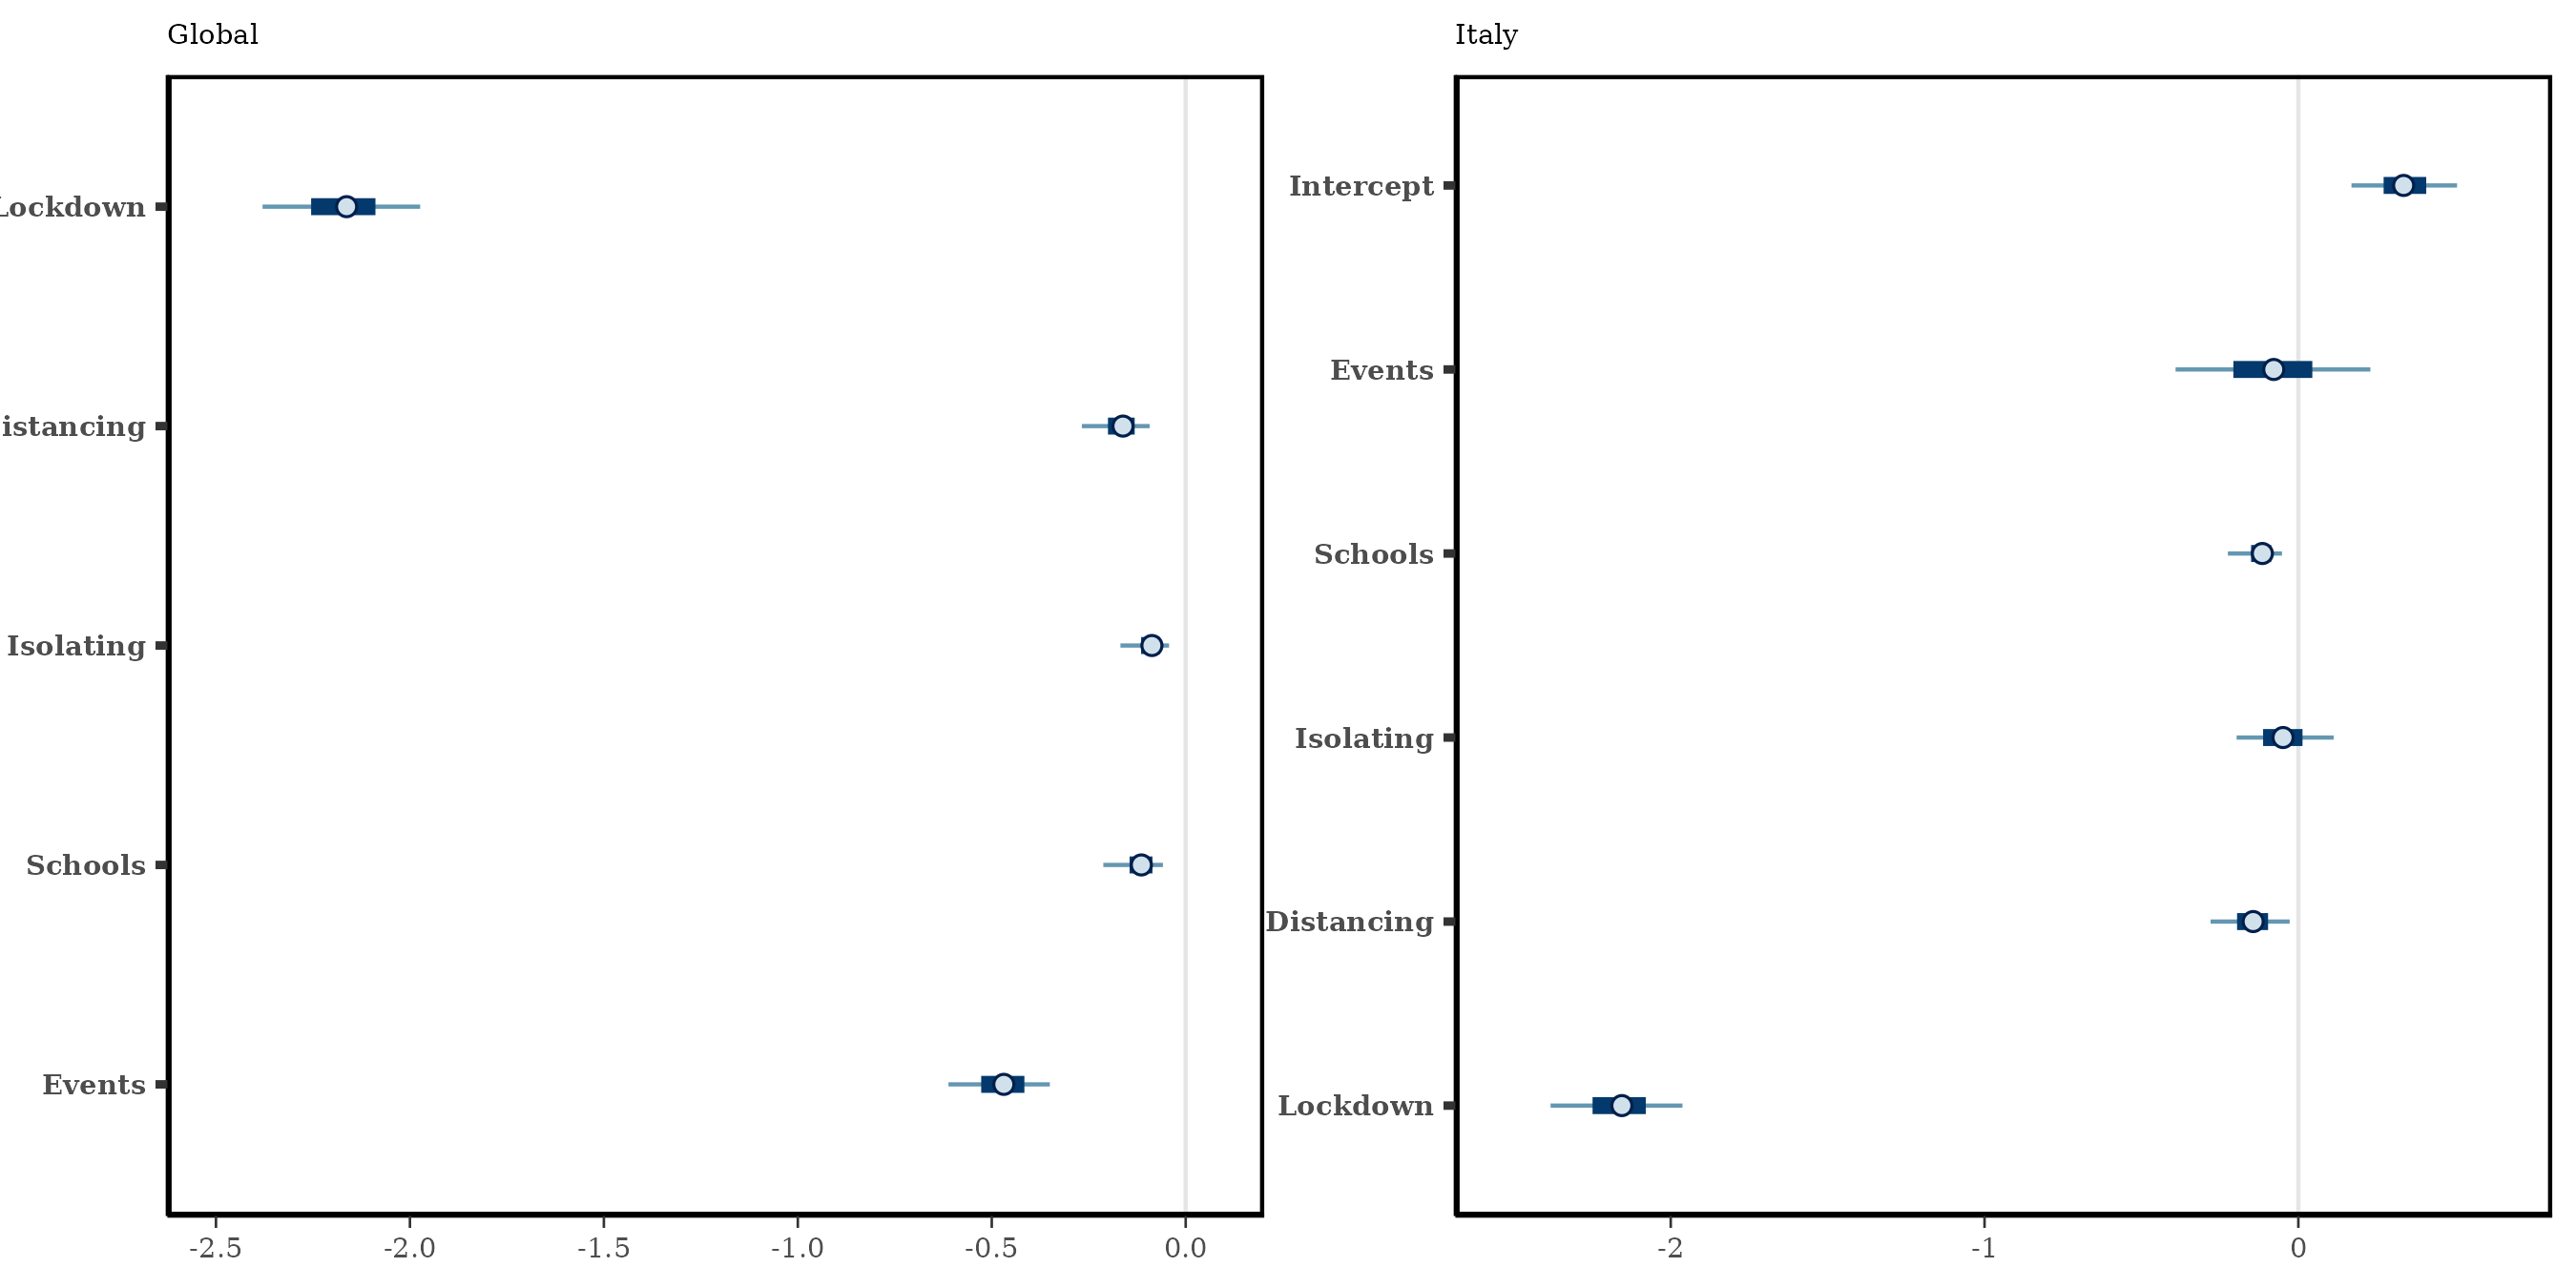 Global
Lockdown
istancing
Isolating
Schools
Events
-2.5 -2.0 -1.5 -1.0 -0.5 0.0
Italy
Intercept
Events
Schools
Isolating
Distancing
Lockdown
-2 -1 0